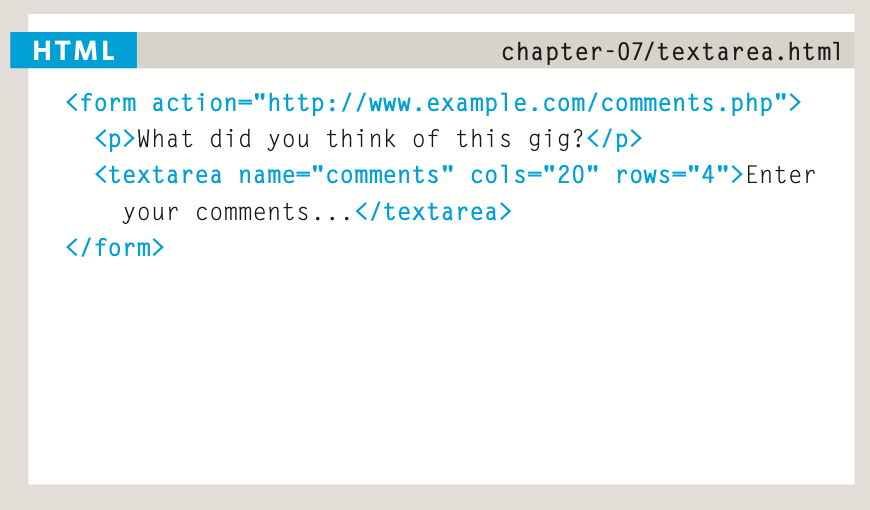 HTML
chapter-07/textarea.html
<form action="http://www.example.com/comments.php">
<p>What did you think of this gig?</p>
<textarea name="comments" cols="20" rows="4">Enter
your comments...</textarea>
</form>